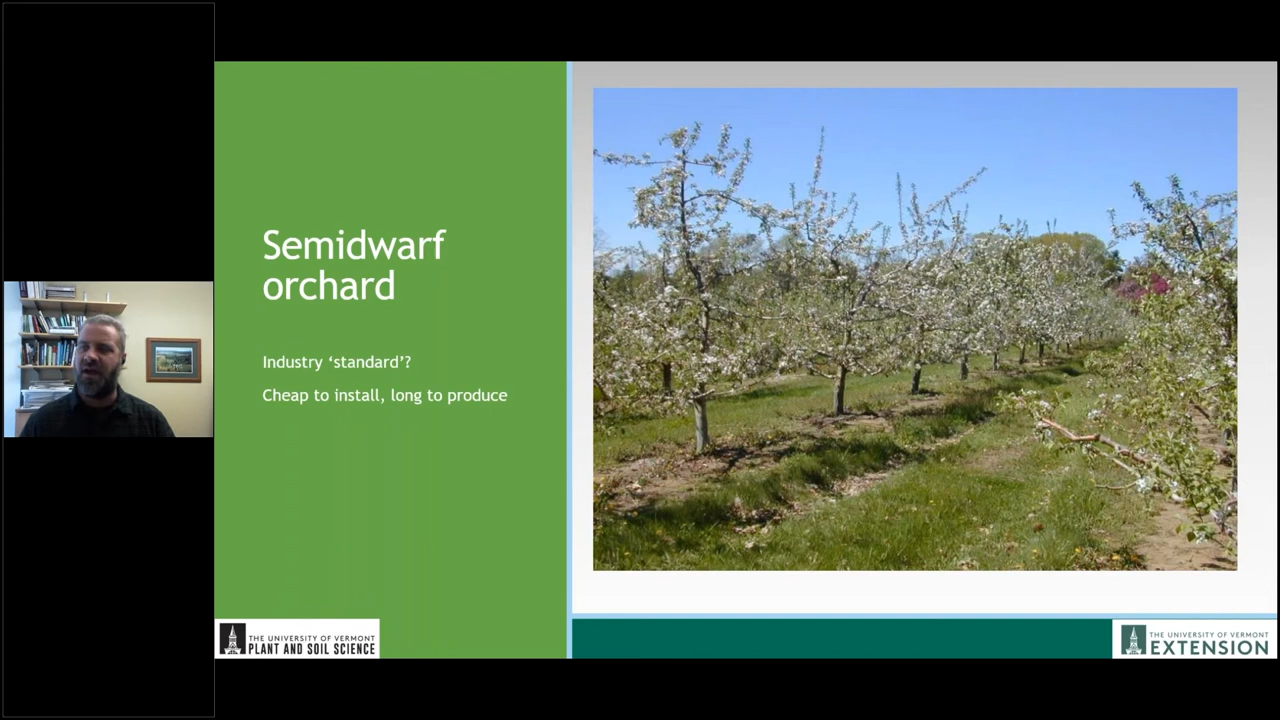 Semidwarf
orchard
Industry ‘standard’?
Cheap to install, long to produce
THE UNIVERSITY OF VERMONT
PLANT AND SOIL SCIENCE
THE UNIVERSITY OF VERMONT
EXTENSION